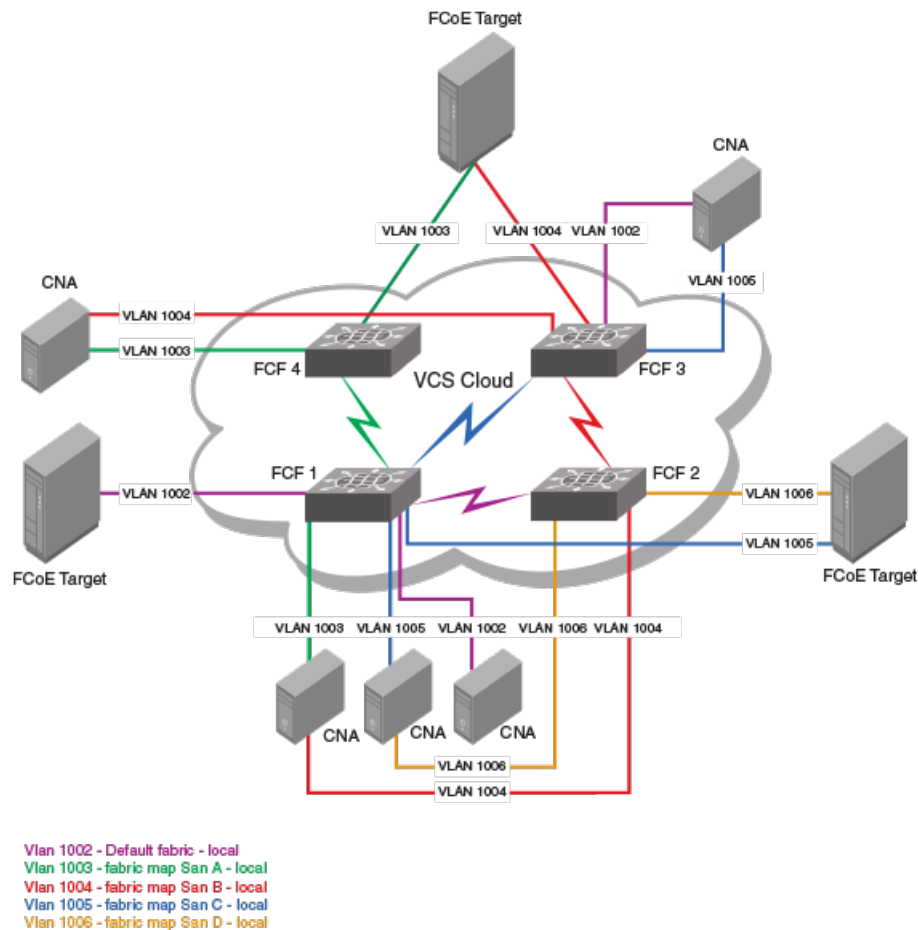 FCoE Target
CNA
VLAN 1003
VLAN 1004
VLAN 1002
VLAN 1005
CNA
VLAN 1004
VLAN 1003
FCF 4
VCS Cloud
FCF 3
FCF 1
FCF 2
VLAN 1002
VLAN 1006
VLAN 1005
FCoE Target
FCoE Target
VLAN 1003
VLAN 1005
VLAN 1002
VLAN 1006
VLAN 1004
CNA
CNA
CNA
VLAN 1006
VLAN 1004
Vlan 1002 - Default fabric - local
Vlan 1003 - fabric map San A - local
Vlan 1004 - fabric map San B - local
Vlan 1005 - fabric map San C - local
Vlan 1006 - fabric map San D - local